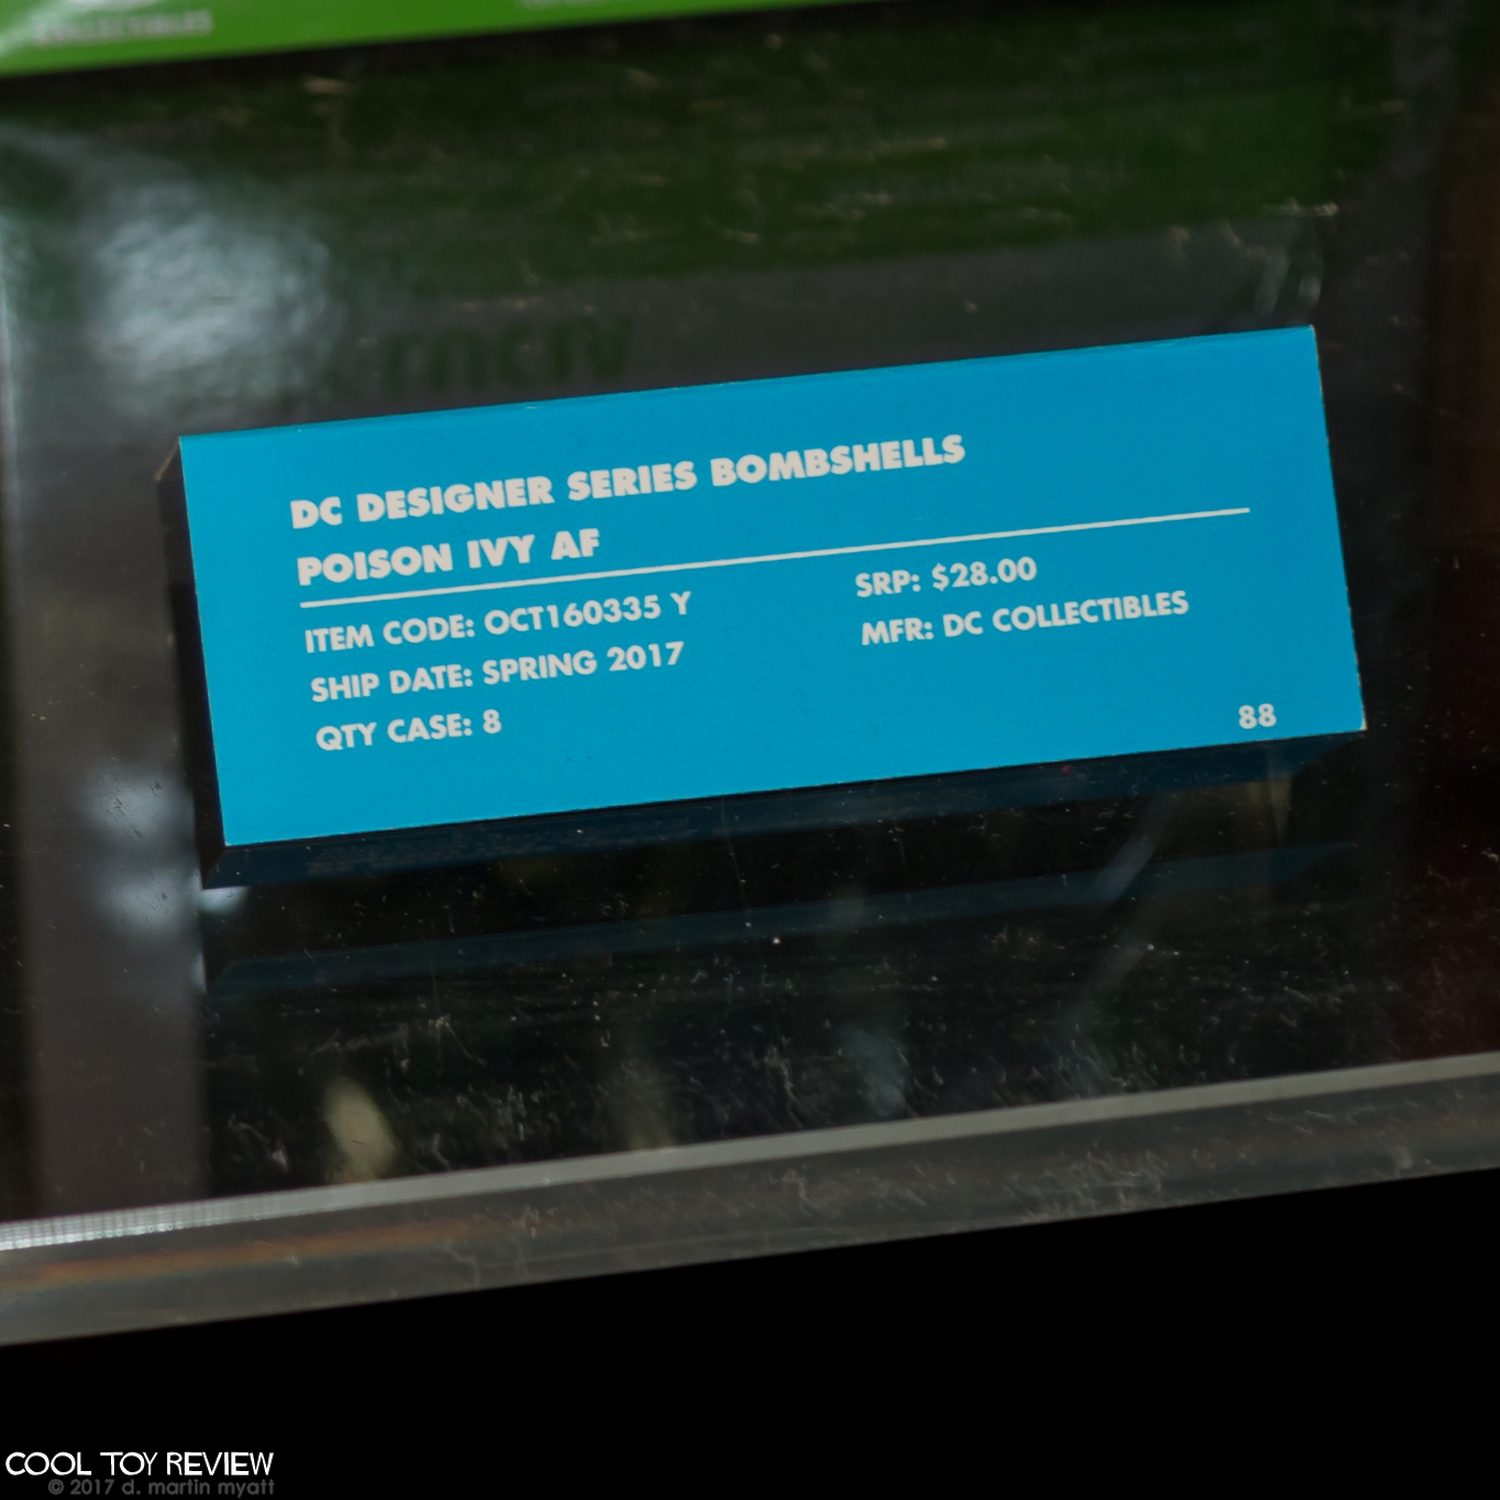 COLLECTIBLES
DC DESIGNER SERIES BOMBSHELLS
POISON IVY AF
ITEM CODE: OCT160335 Y
SRP: $28.00
SHIP DATE: SPRING 2017
MFR: DC COLLECTIBLES
QTY CASE: 8
88
COOL TOY REVIEW
© 2017 d. martin myatt